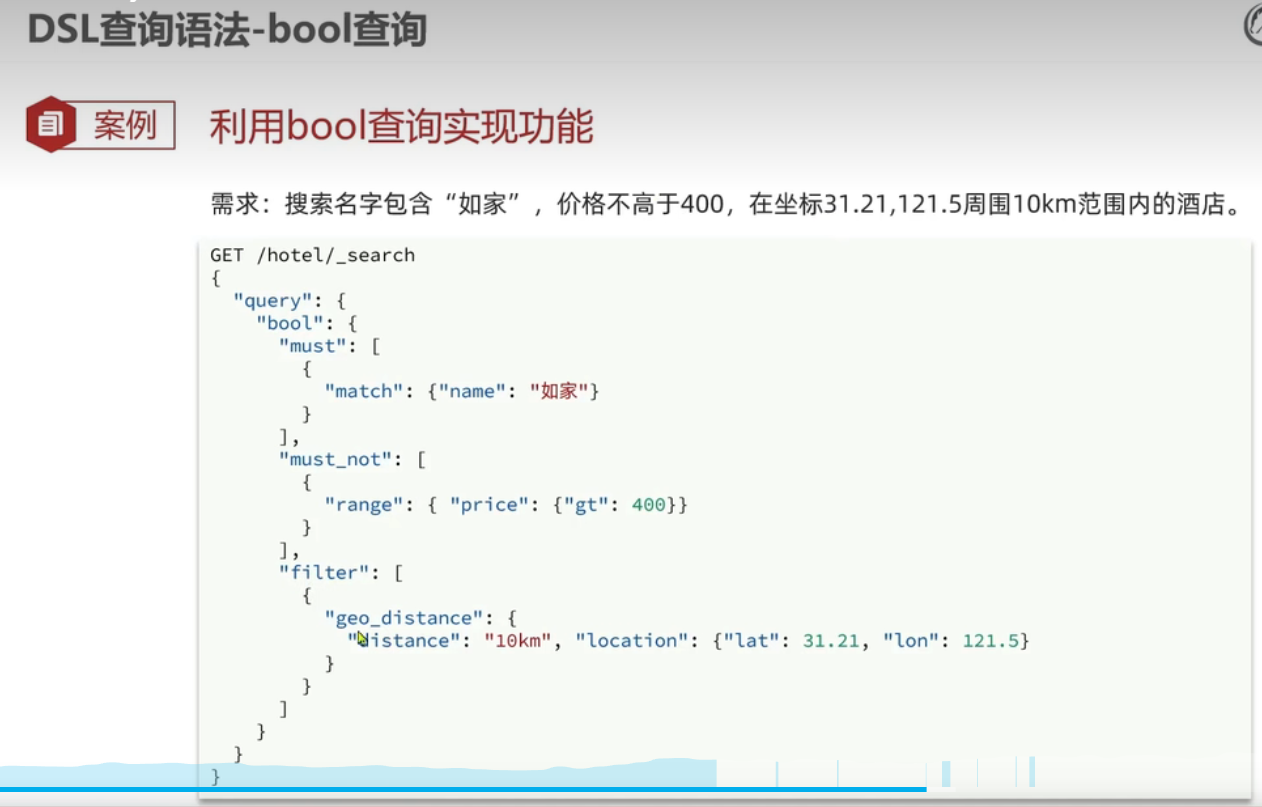 DSL查询语法-bool查询
案例
利用bool查询实现功能
需求：搜索名字包含“如家”，价格不高于400，在坐标31.21,121.5周围10km范围内的酒店。
GET /hotel/_search
{
  "query": {
    "bool": {
      "must": [
        {
          "match": {"name": "如家"}
        }
      ],
      "must_not": [
        {
          "range": { "price": {"gt": 400}}
        }
      ],
      "filter": [
        {
          "geo_distance": {
            "distance": "10km", "location": {"lat": 31.21, "lon": 121.5}
          }
        }
      ]
    }
  }
}